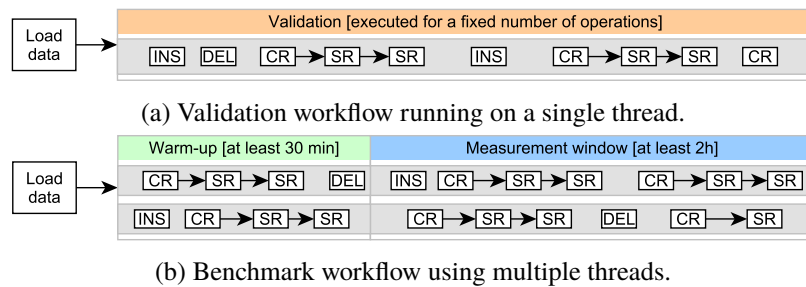 Validation [executed for a fixed number of operations]
Load
data
INS DEL CR SR SR INS CR SR SR CR
(a) Validation workflow running on a single thread.
Warm-up [at least 30 min] Measurement window [at least 2h]
Load
data
CR SR SR DEL INS CR SR SR CR SR SR
INS CR SR SR CR SR SR DEL CR SR
(b) Benchmark workflow using multiple threads.